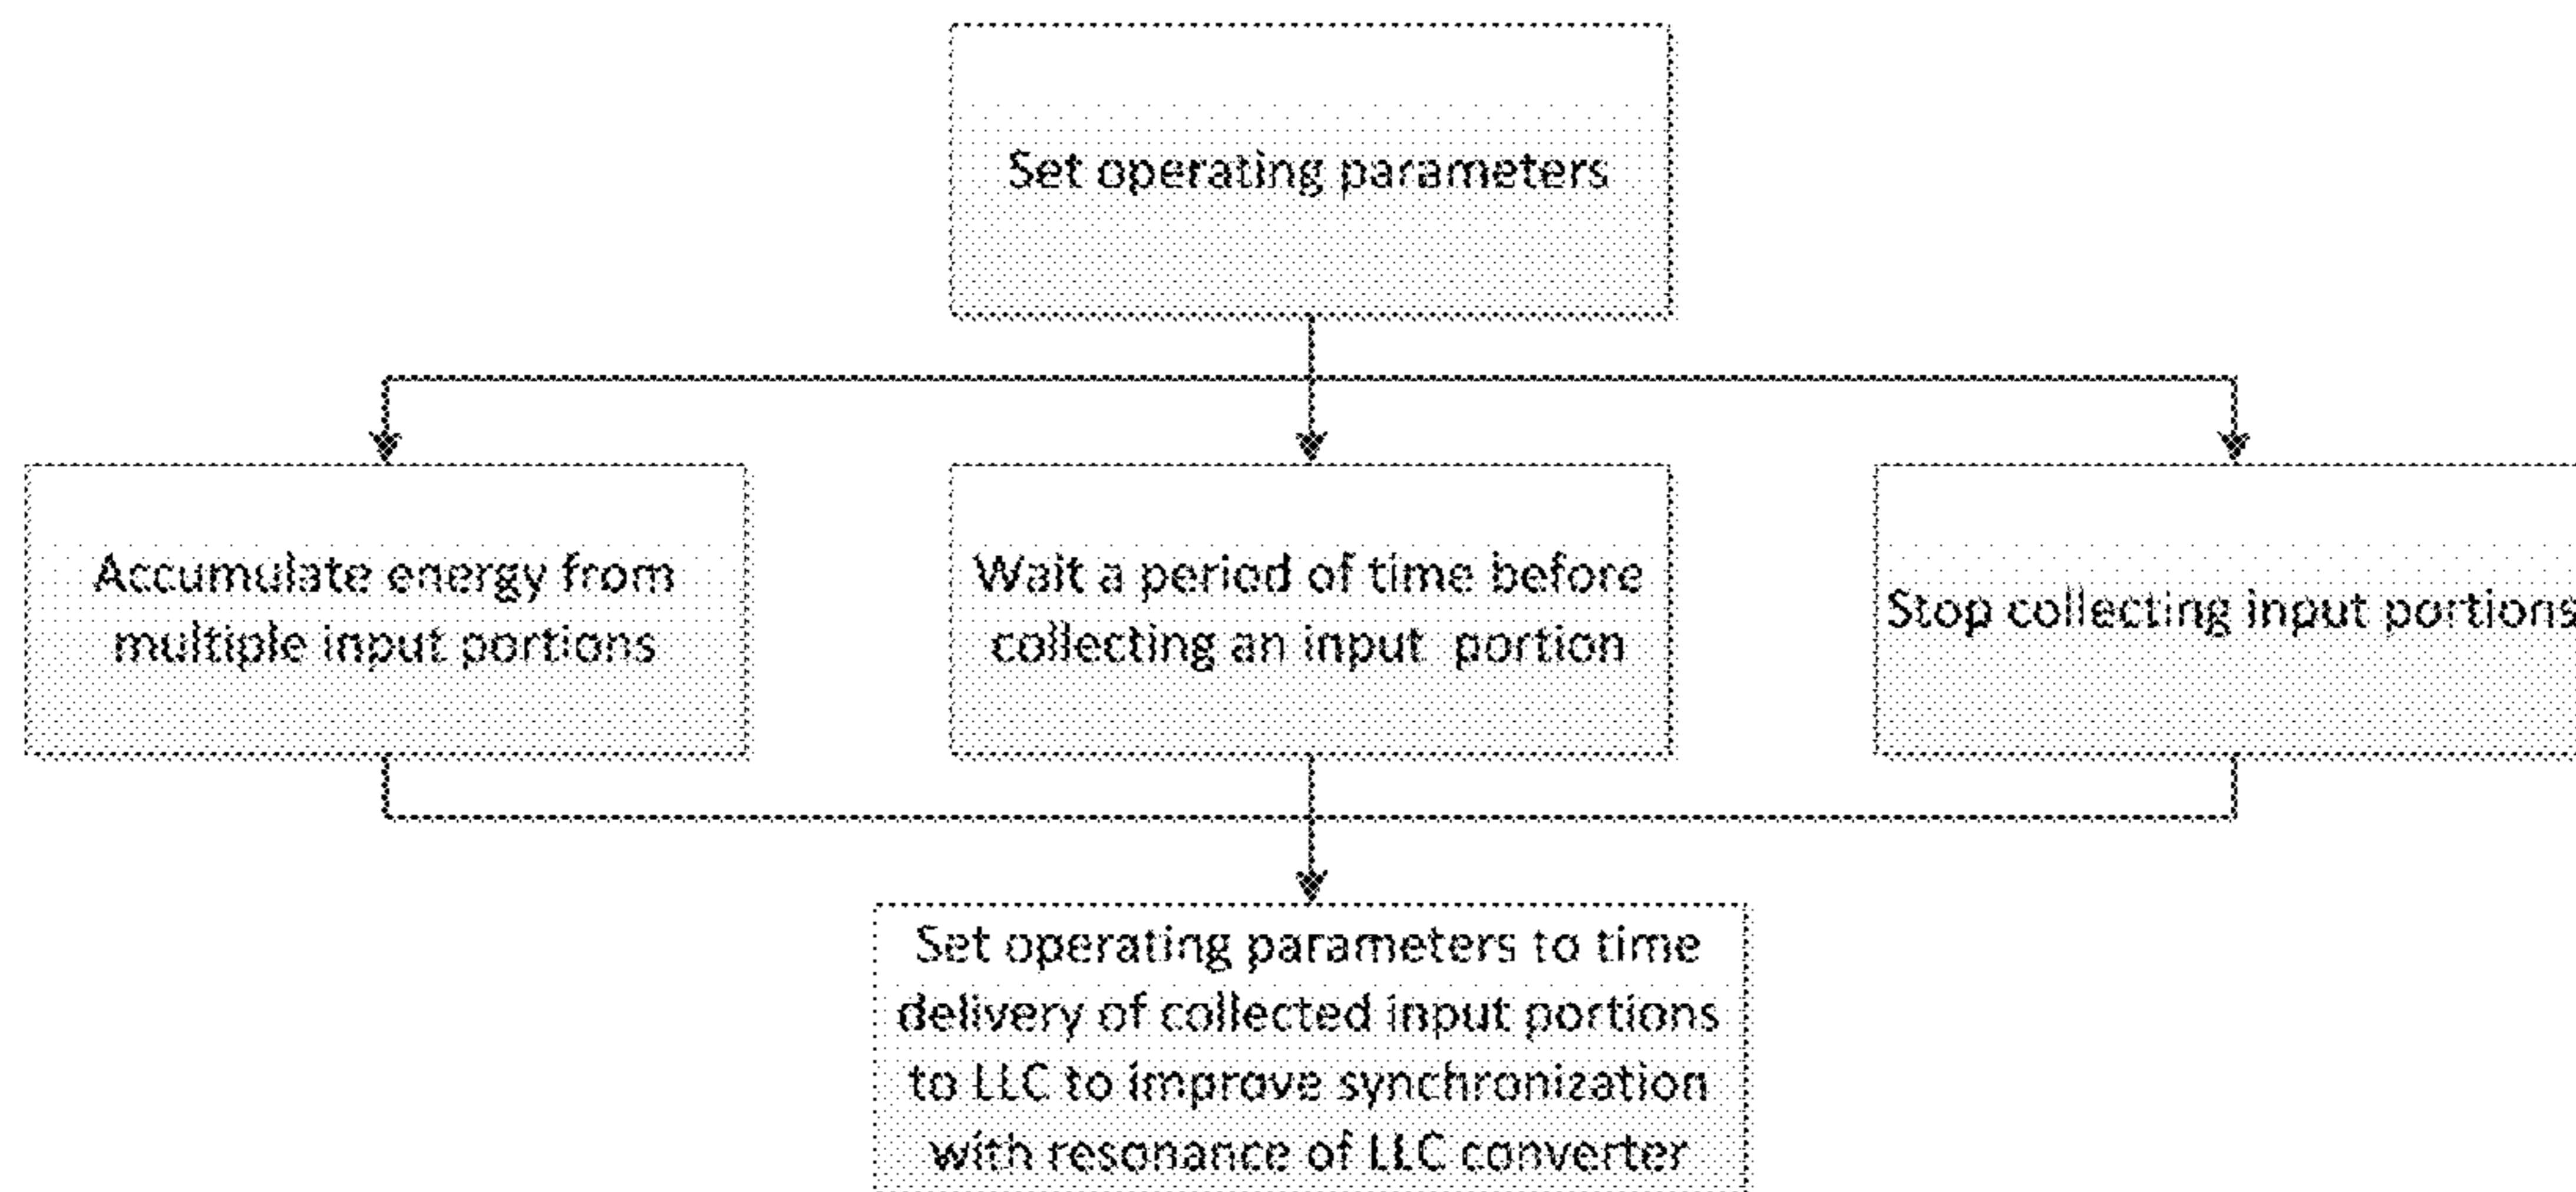 Set operating parameters
Accumulate energy from
multiple input portions
Wait a period of time before
collecting an input portion
Stop collecting input portions
Set operating parameters to time
delivery of collected input portions
to LLC to improve synchronization
with resonance of LLC converter